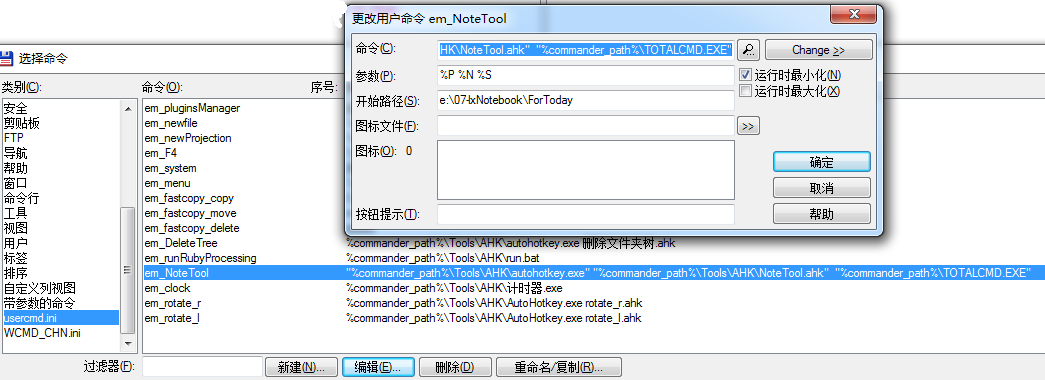 更改用户命令 em_NoteTool
命令(C):
HK\NoteTool.ahk" "%commander_path%\TOTALCMD.EXE"
Change >>
参数(P):
%P %N %S
运行时最小化(N)
运行时最大化(X)
开始路径(S):
e:\07-lxNotebook\ForToday
图标文件(F):
>>
图标(O): 0
确定
取消
帮助
按钮提示(T):
选择命令
类别(C):
命令(O):
序号:
安全
剪贴板
FTP
导航
帮助
窗口
命令行
工具
视图
用户
标签
排序
自定义列视图
带参数的命令
usercmd.ini
WCMD_CHN.ini
em_pluginsManager
em_newfile
em_newProjection
em_F4
em_system
em_menu
em_fastcopy_copy
em_fastcopy_move
em_fastcopy_delete
em_DeleteTree %commander_path%\Tools\AHK\autohotkey.exe 删除文件夹树.ahk
em_runRubyProcessing %commander_path%\Tools\AHK\run.bat
em_NoteTool "%commander_path%\Tools\AHK\autohotkey.exe" "%commander_path%\Tools\AHK\NoteTool.ahk" "%commander_path%\TOTALCMD.EXE"
em_clock %commander_path%\Tools\AHK\计时器.exe
em_rotate_r %commander_path%\Tools\AHK\AutoHotkey.exe rotate_r.ahk
em_rotate_l %commander_path%\Tools\AHK\AutoHotkey.exe rotate_l.ahk
过滤器(F):
新建(N)...
编辑(E)...
删除(D)
重命名/复制(R)...